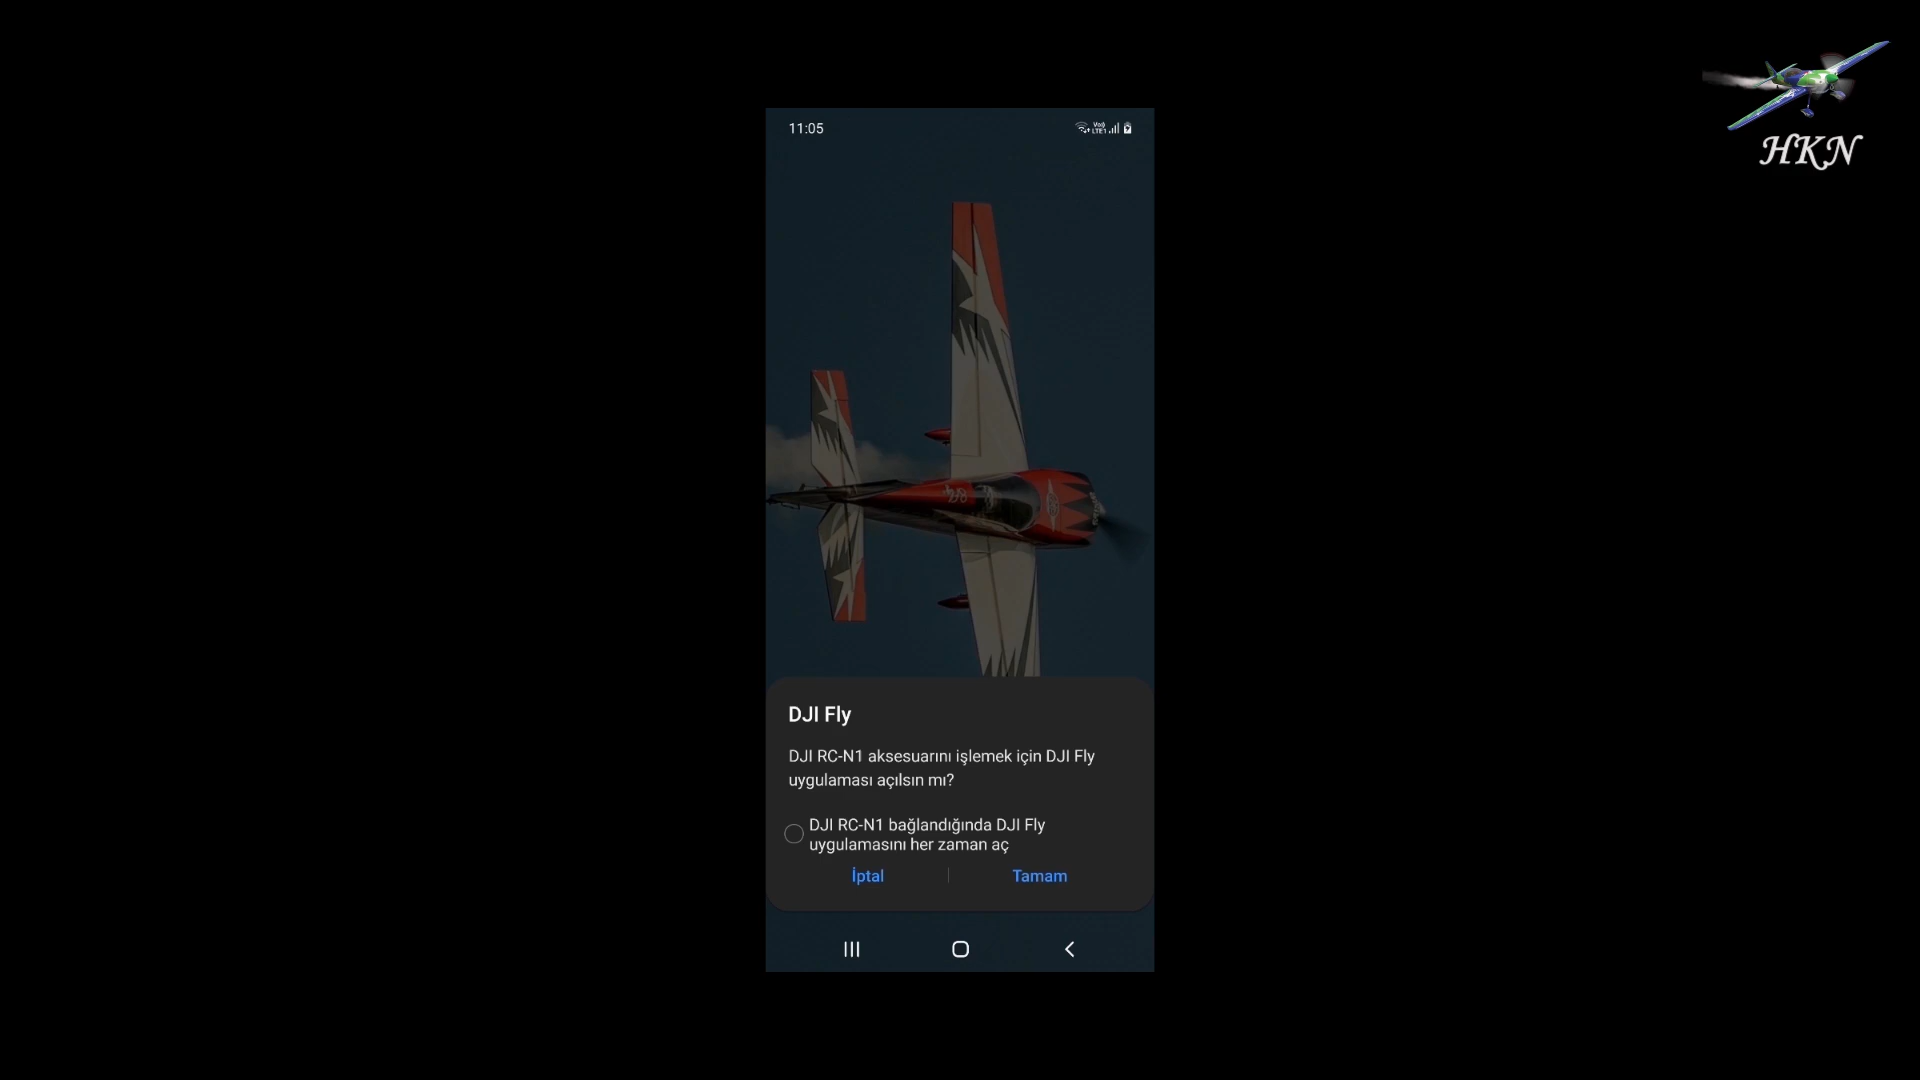 HKN
11:05
DJI Fly
DJI RC-N1 aksesuarını işlemek için DJI Fly
uygulaması açılsın mı?
DJI RC-N1 bağlandığında DJI Fly
uygulamasını her zaman aç
İptal
Tamam